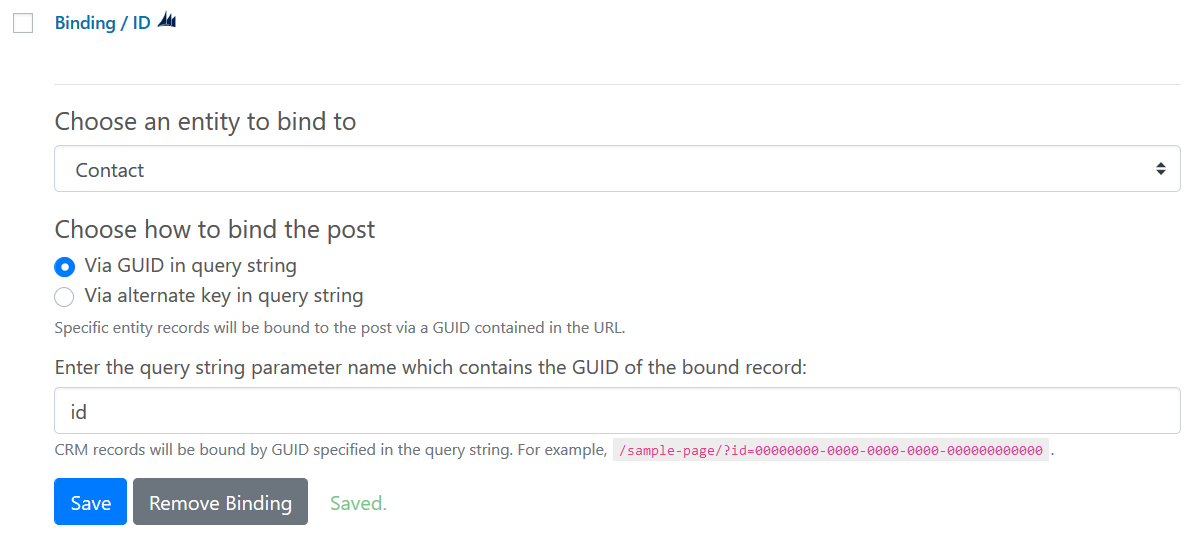 Binding / ID
Choose an entity to bind to
Contact
Choose how to bind the post
Via GUID in query string
Via alternate key in query string
Specific entity records will be bound to the post via a GUID contained in the URL.
Enter the query string parameter name which contains the GUID of the bound record:
id
CRM records will be bound by GUID specified in the query string. For example, /sample-page/?id=00000000-0000-0000-0000-000000000000 .
Save Remove Binding Saved.